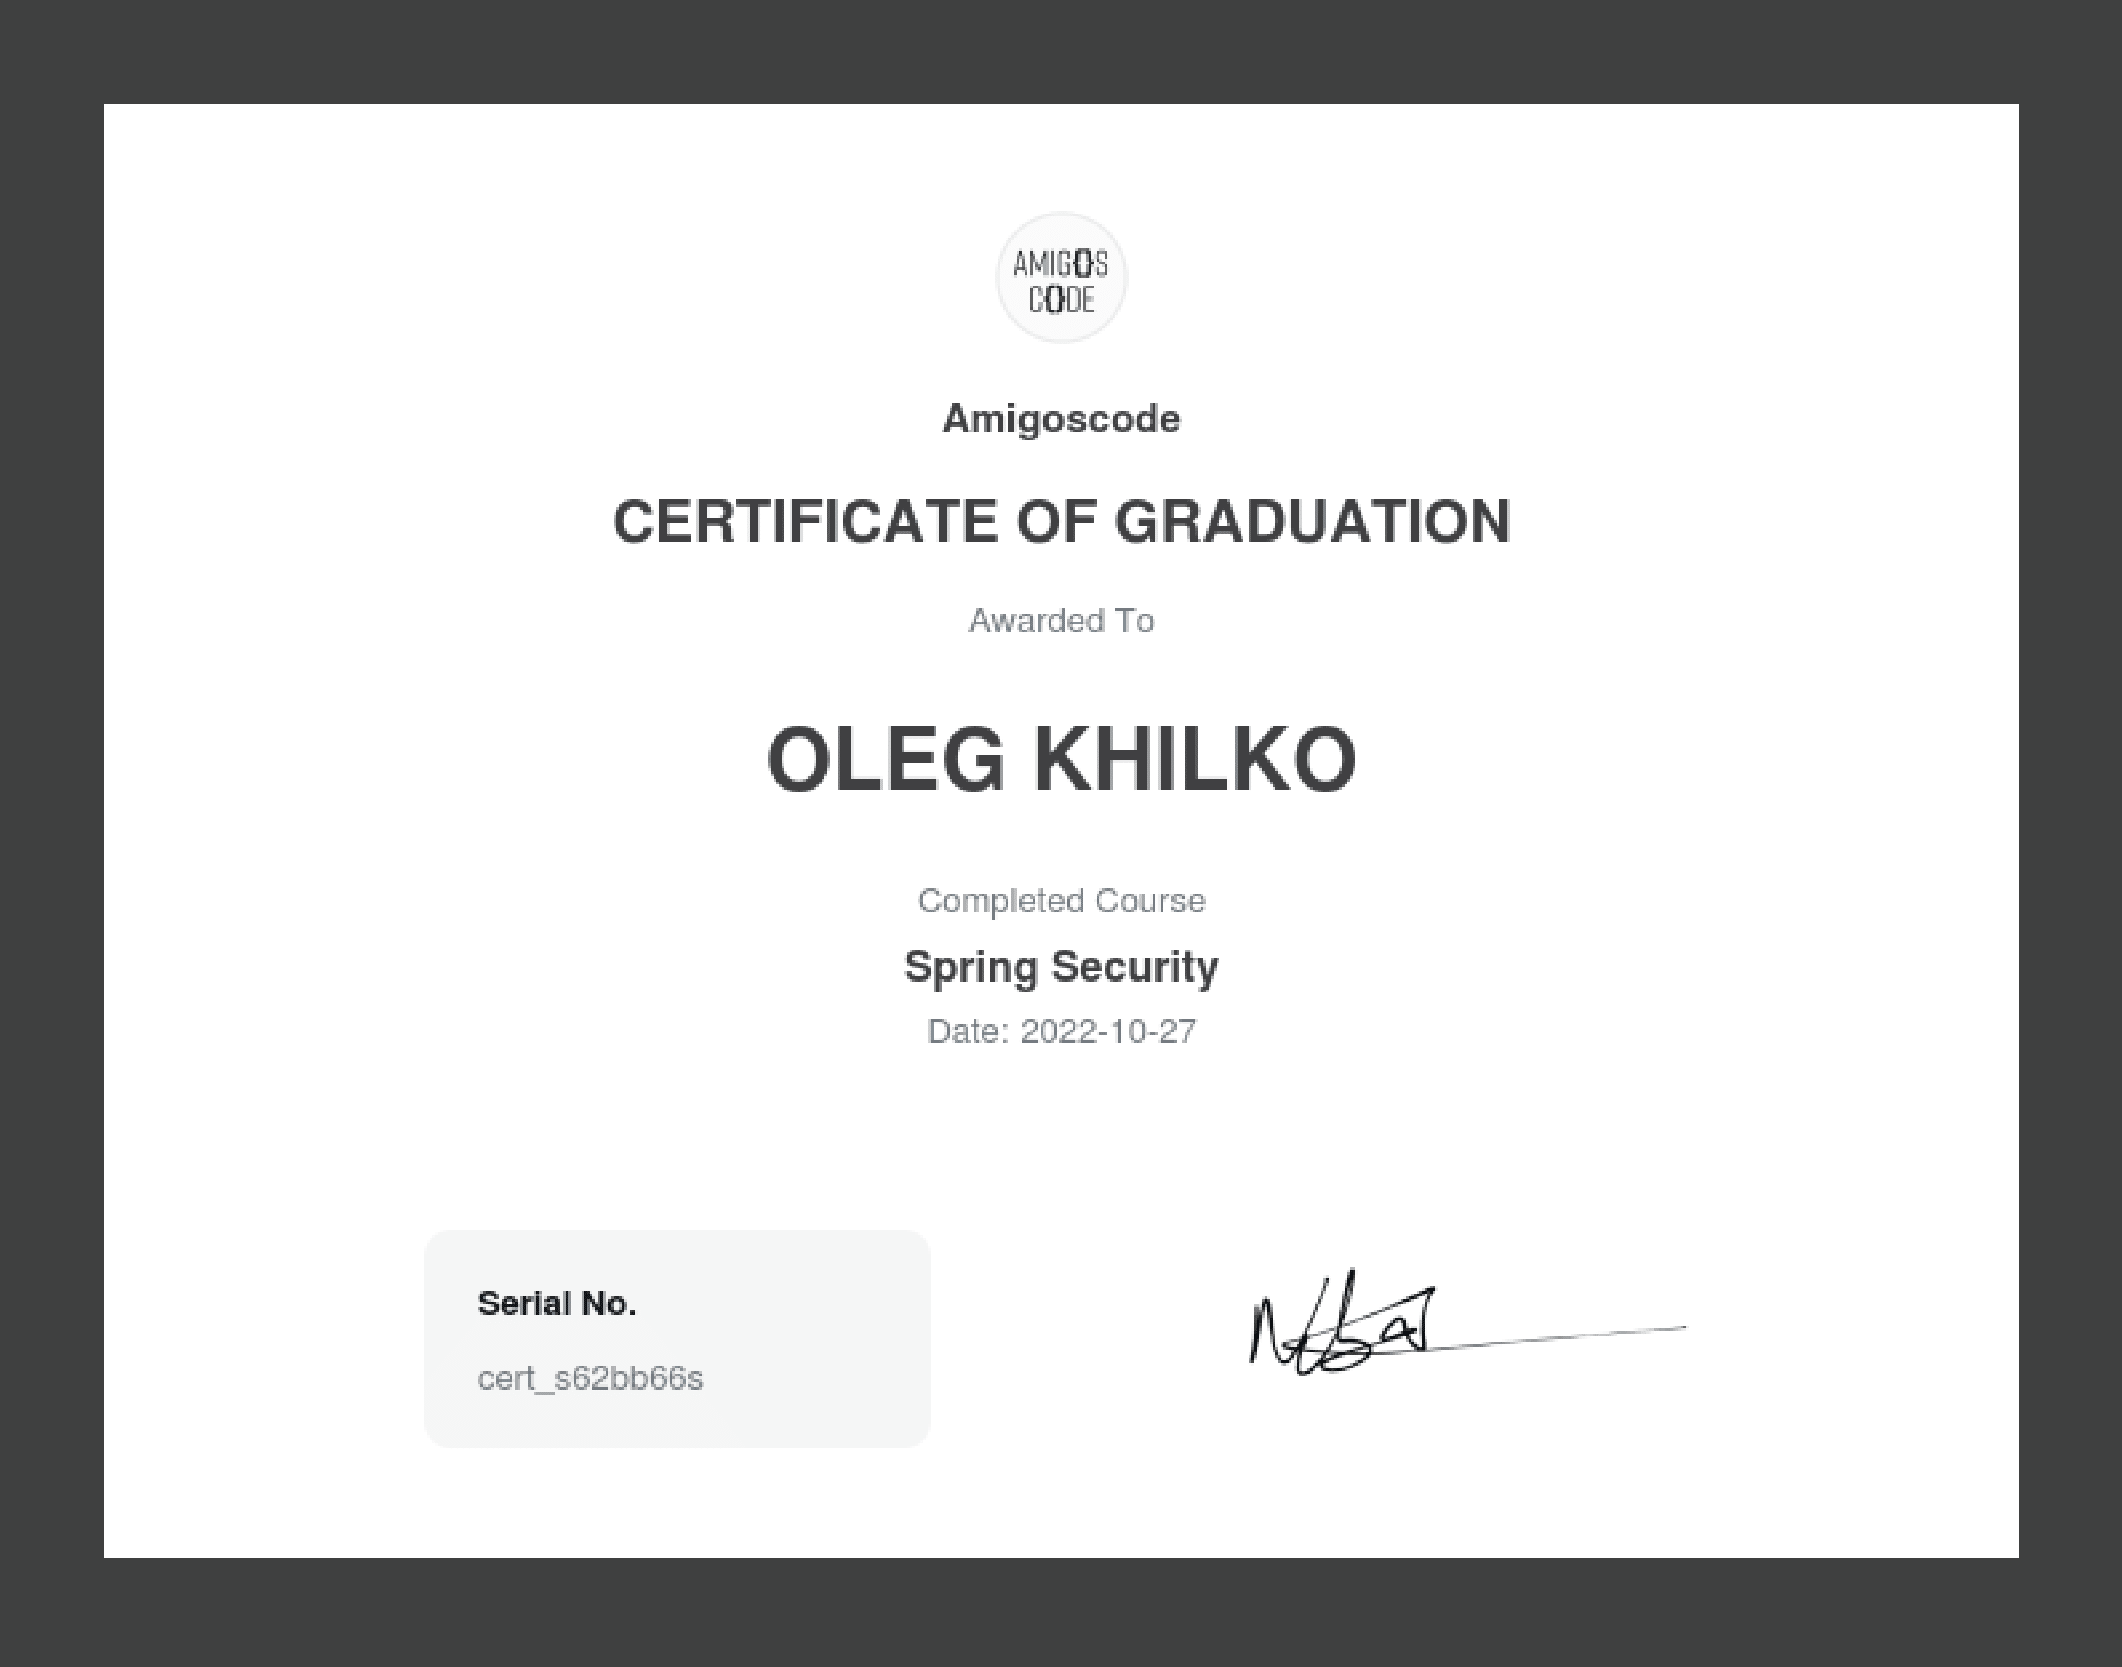 AMIGOS
CODE
Amigoscode
CERTIFICATE OF GRADUATION
Awarded To
OLEG KHILKO
Completed Course
Spring Security
Date: 2022-10-27
Serial No.
cert_s62bb66s